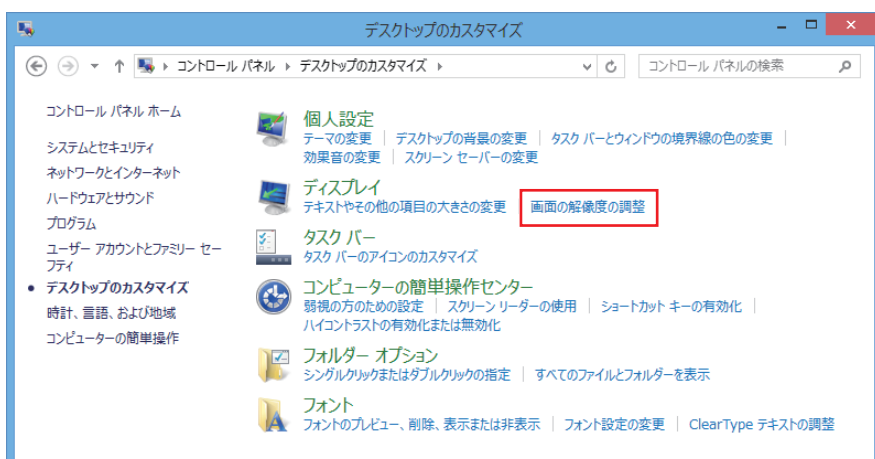 デスクトップのカスタマイズ
コントロール パネル デスクトップのカスタマイズ
コントロール パネルの検索
コントロール パネル ホーム
システムとセキュリティ
ネットワークとインターネット
ハードウェアとサウンド
プログラム
ユーザー アカウントとファミリー セー
フティ
デスクトップのカスタマイズ
時計、言語、および地域
コンピューターの簡単操作
個人設定
テーマの変更 デスクトップの背景の変更 タスク バーとウィンドウの境界線の色の変更
効果音の変更 スクリーン セーバーの変更
ディスプレイ
テキストやその他の項目の大きさの変更 画面の解像度の調整
タスク バー
タスク バーのアイコンのカスタマイズ
コンピューターの簡単操作センター
弱視の方のための設定 スクリーン リーダーの使用 ショートカット キーの有効化
ハイコントラストの有効化または無効化
フォルダー オプション
シングルクリックまたはダブルクリックの指定 すべてのファイルとフォルダーを表示
フォント
フォントのプレビュー、削除、表示または非表示 フォント設定の変更 ClearType テキストの調整